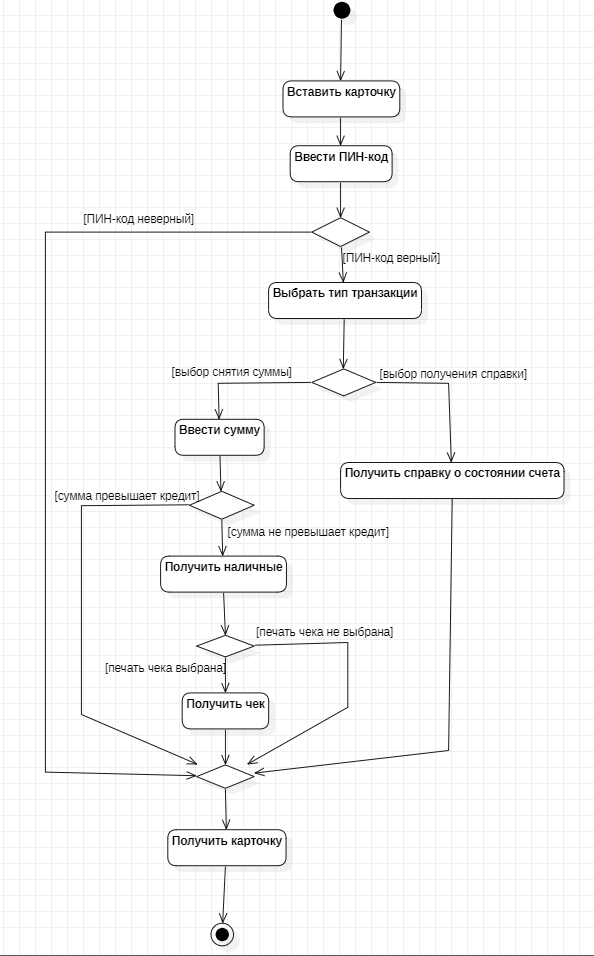 Вставить карточку
Ввести ПИН-код
[ПИН-код неверный]
[ПИН-код верный]
Выбрать тип транзакции
[выбор снятия суммы]
[выбор получения справки]
Ввести сумму
Получить справку о состоянии счета
[сумма превышает кредит]
[сумма не превышает кредит]
Получить наличные
[печать чека не выбрана]
[печать чека выбрана]
Получить чек
Получить карточку